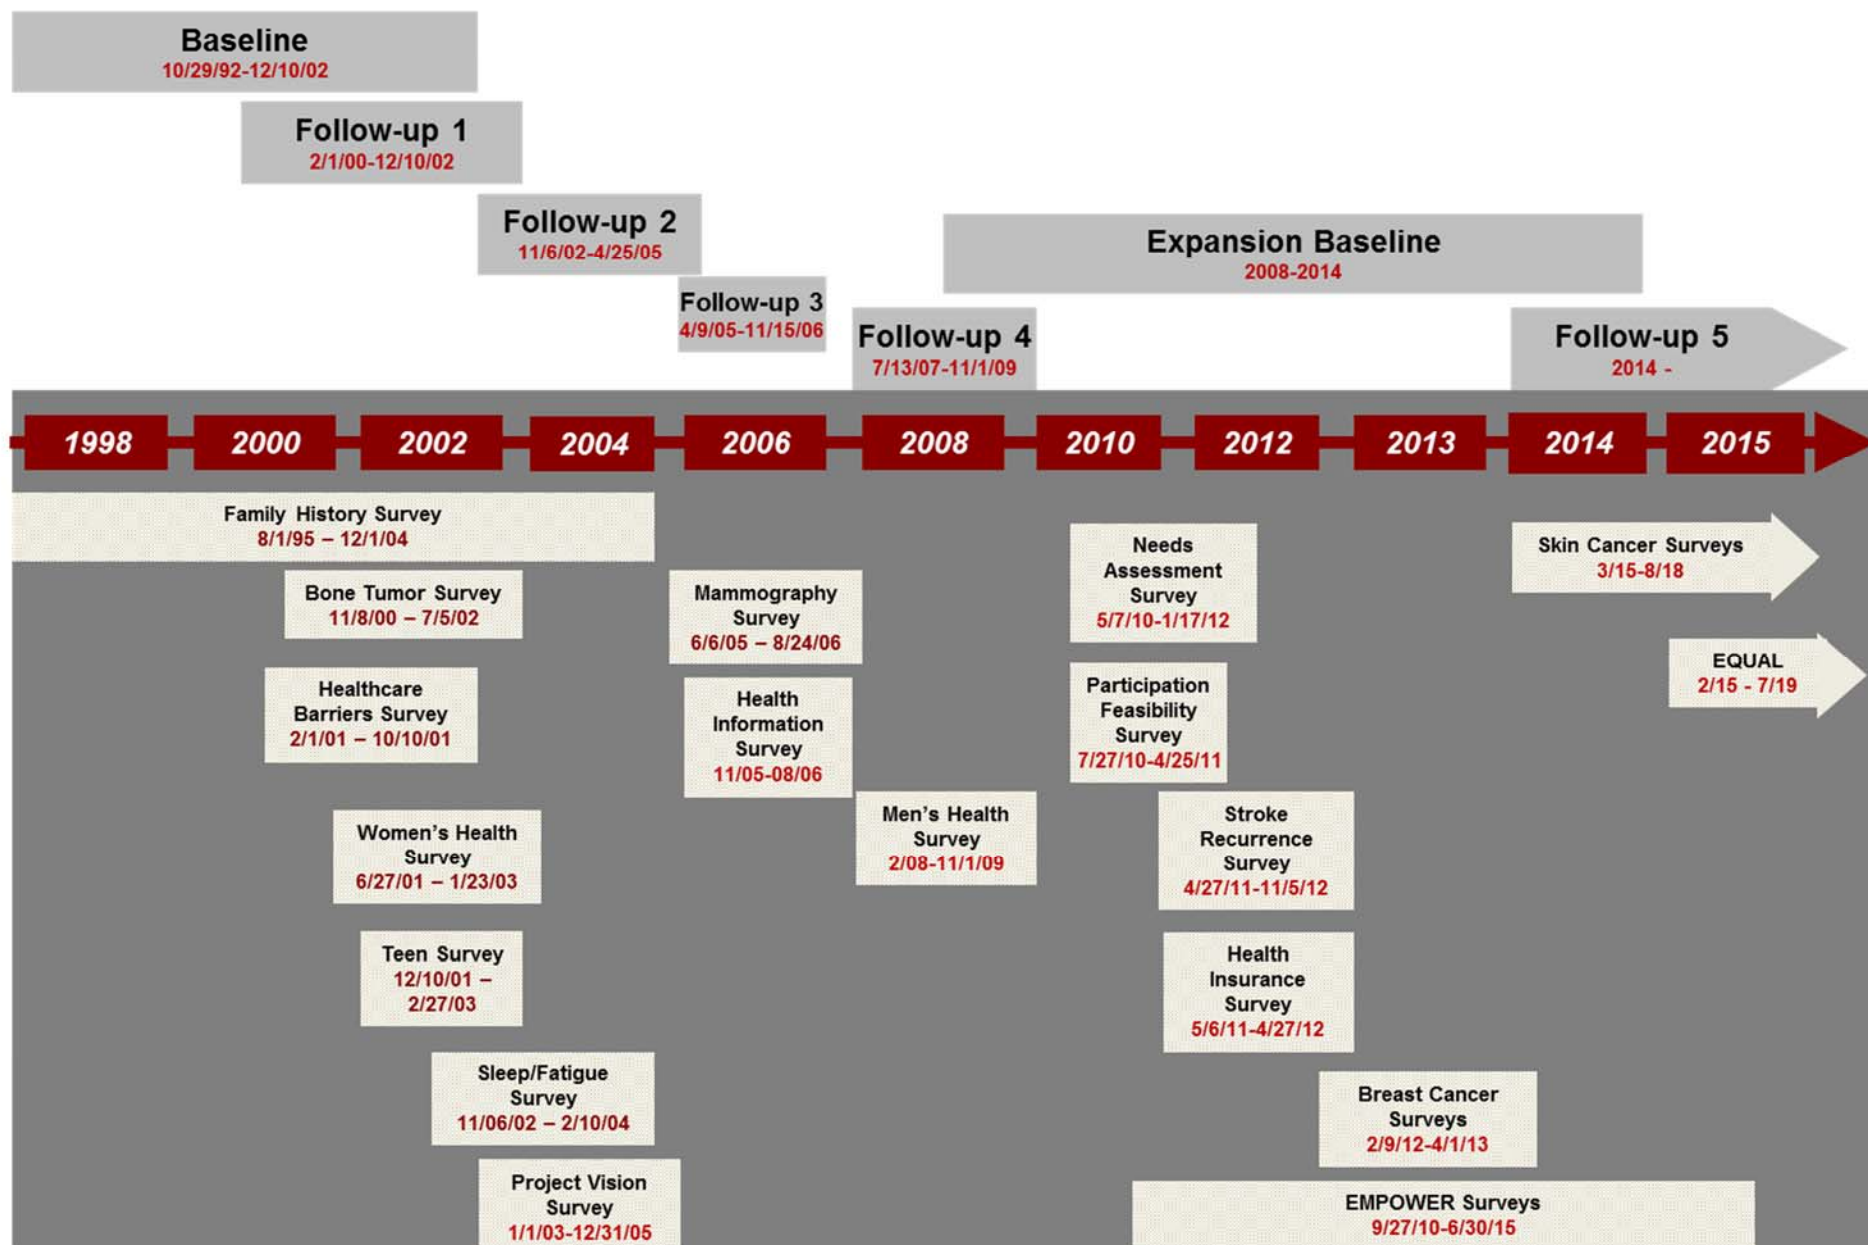 Baseline
10/29/92-12/10/02
Follow-up 1
2/1/00-12/10/02
Follow-up 2
11/6/02-4/25/05
Follow-up 3
4/9/05-11/15/06
Expansion Baseline
2008-2014
Follow-up 4
7/13/07-11/1/09
Follow-up 5
2014 -
1998
2000
2002
2004
2006
2008
2010
2012
2013
2014
2015
Family History Survey
8/1/95 – 12/1/04
Bone Tumor Survey
11/8/00 – 7/5/02
Healthcare
Barriers Survey
2/1/01 – 10/10/01
Women’s Health
Survey
6/27/01 – 1/23/03
Teen Survey
12/10/01 –
2/27/03
Sleep/Fatigue
Survey
11/06/02 – 2/10/04
Project Vision
Survey
1/1/03-12/31/05
Mammography
Survey
6/6/05 – 8/24/06
Health
Information
Survey
11/05-08/06
Men’s Health
Survey
2/08-11/1/09
Needs
Assessment
Survey
5/7/10-1/17/12
Participation
Feasibility
Survey
7/27/10-4/25/11
Stroke
Recurrence
Survey
4/27/11-11/5/12
Health
Insurance
Survey
5/6/11-4/27/12
Breast Cancer
Surveys
2/9/12-4/1/13
EMPOWER Surveys
9/27/10-6/30/15
Skin Cancer Surveys
3/15-8/18
EQUAL
2/15 - 7/19